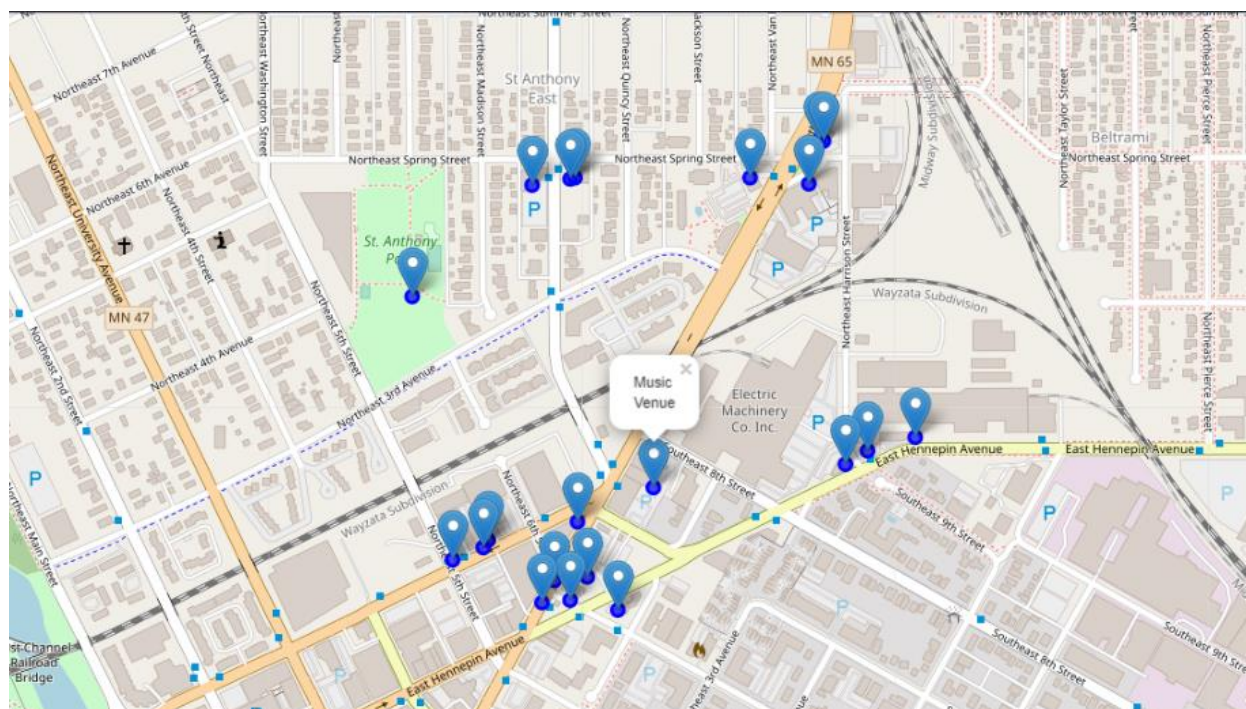 Northeast Summer Street
Northeast 7th Avenue
5th Street Northeast
Northeast Washington Street
Northeast
Northeast Madison Street
St Anthony
East
Northeast Quincy Street
Jackson Street
Northeast Van
MN 65
Midway Subdivision
Northeast Taylor Street
Northeast Pierce Street
Beltrami
Northeast Spring Street
Northeast Spring Street
Northeast Spring Street
Northeast 6th Avenue
Northeast University Avenue
Northeast 4th Street
P
P
St. Anthony
P
Northeast Harrison Street
Wayzata Subdivision
MN 47
Northeast 5th Street
Northeast 4th Avenue
Northeast 2nd Street
Northeast 3rd Avenue
Northeast Pierce Street
Music
Venue
×
Electric
Machinery
Co. Inc.
P
East Hennepin Avenue
East Hennepin Avenue
Southeast 8th Street
P
P
P
P
Northeast 6th
Wayzata Subdivision
Southeast 9th Street
Northeast Main Street
Northeast 5th Street
P
Channel
Railroad
Bridge
P
P
East Hennepin Avenue
3rd Avenue
Southeast 8th Street
Southeast 9th Street